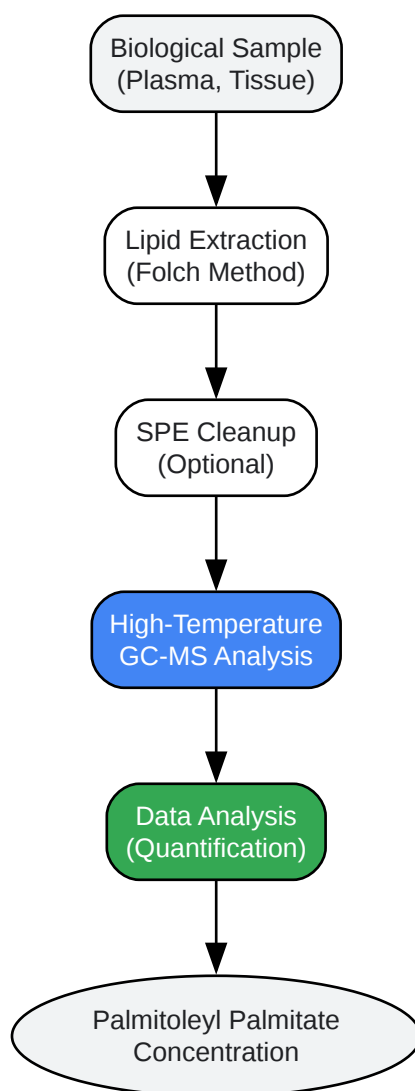 Biological Sample
(Plasma, Tissue)
Lipid Extraction
(Folch Method)
SPE Cleanup
(Optional)
High-Temperature
GC-MS Analysis
Data Analysis
(Quantification)
Palmitoleyl Palmitate
Concentration